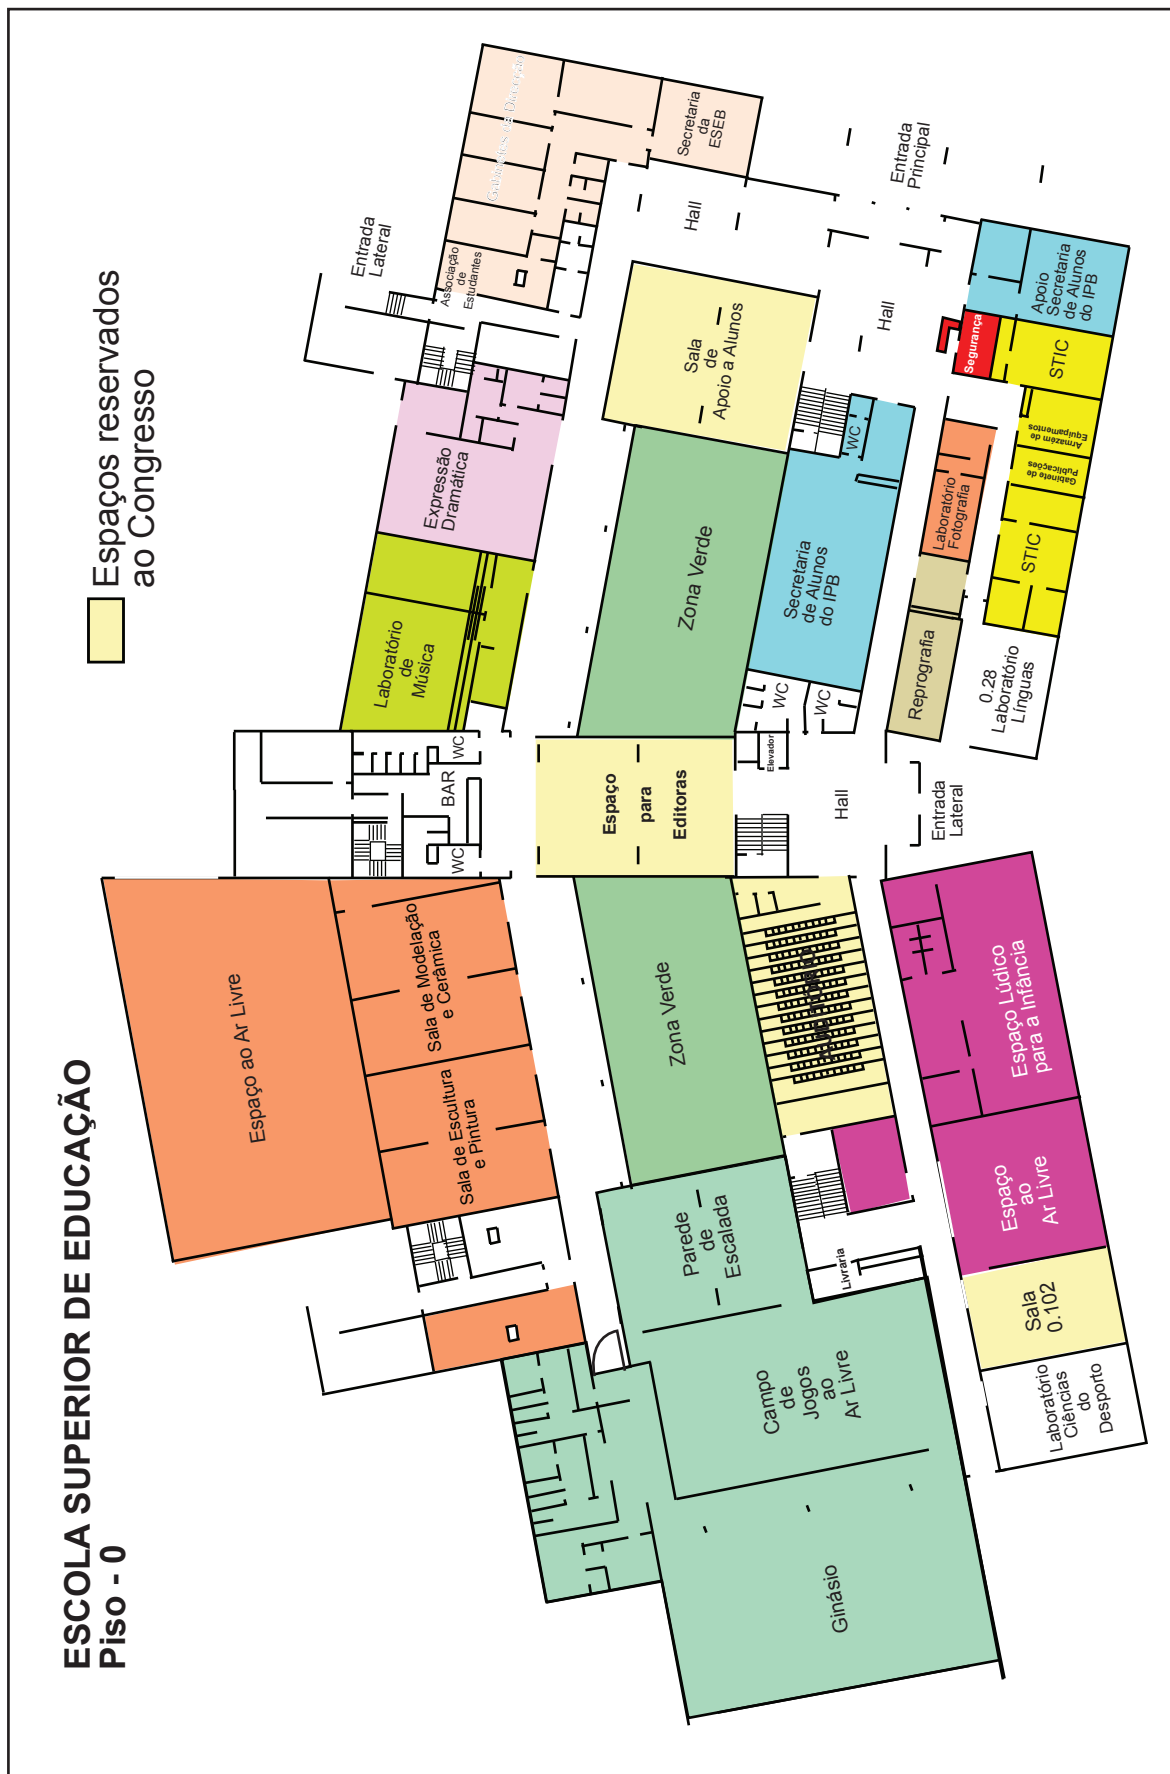 ESCOLA SUPERIOR DE EDUCAÇÃO
Piso - 0
Espaços reservados
ao Congresso
Espaço ao Ar Livre
Sala de Escultura
e Pintura
Sala de Modelação
e Cerâmica
WC
BAR
WC
Laboratório
de
Música
Expressão
Dramática
Entrada
Lateral
Associação
de
Estudantes
Gabinetes da Direcção
Secretaria
da
ESEB
Hall
Entrada
Principal
Ginásio
Campo
de
Jogos
ao
Ar Livre
Parede
de
Escalada
Zona Verde
Espaço
para
Editoras
Zona Verde
Sala
de
Apoio a Alunos
Livraria
Elevador
Hall
WC
WC
Secretaria
de Alunos
do IPB
WC
Hall
Laboratório
Ciências
do
Desporto
Sala
0.102
Espaço
ao
Ar Livre
Espaço Lúdico
para a Infância
Entrada
Lateral
Reprografia
Laboratório
Fotografia
Segurança
0.28
Laboratório
Línguas
STIC
Gabinete de
Publicações
Armazém de
Equipamentos
STIC
Apoio
Secretaria
de Alunos
do IPB